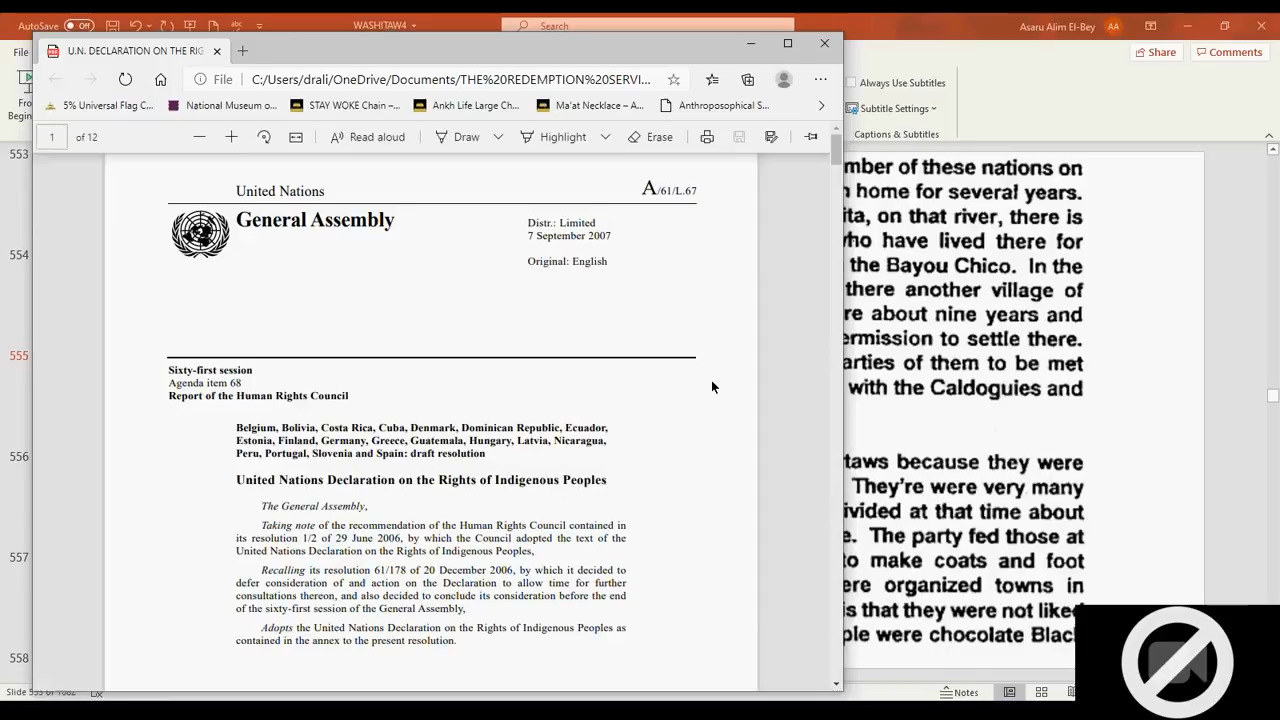 AutoSave Off
WASHITAW4
Search
Asaru Alim El-Bey
AA
File
U.N. DECLARATION ON THE RIG
Share
Comments
Fro
Begin
File
C:/Users/drali/OneDrive/Documents/THE%20REDEMPTION%20SERVI...
Always Use Subtitles
Subtitle Settings
Captions & Subtitles
5% Universal Flag C...
National Museum o...
STAY WOKE Chain –...
Ankh Life Large Ch...
Ma'at Necklace – A...
Anthroposophical S...
1 of 12
Read aloud
Draw
Highlight
Erase
553
554
555
556
557
558
United Nations
A/61/L.67
General Assembly
Distr.: Limited
7 September 2007
Original: English
Sixty-first session
Agenda item 68
Report of the Human Rights Council
Belgium, Bolivia, Costa Rica, Cuba, Denmark, Dominican Republic, Ecuador,
Estonia, Finland, Germany, Greece, Guatemala, Hungary, Latvia, Nicaragua,
Peru, Portugal, Slovenia and Spain: draft resolution
United Nations Declaration on the Rights of Indigenous Peoples
The General Assembly,
Taking note of the recommendation of the Human Rights Council contained in
its resolution 1/2 of 29 June 2006, by which the Council adopted the text of the
United Nations Declaration on the Rights of Indigenous Peoples,
Recalling its resolution 61/178 of 20 December 2006, by which it decided to
defer consideration of and action on the Declaration to allow time for further
consultations thereon, and also decided to conclude its consideration before the end
of the sixty-first session of the General Assembly,
Adopts the United Nations Declaration on the Rights of Indigenous Peoples as
contained in the annex to the present resolution.
mber of these nations on
home for several years.
ita, on that river, there is
who have lived there for
the Bayou Chico. In the
there another village of
re about nine years and
ermission to settle there.
arties of them to be met
with the Caldoguies and
taws because they were
They're were very many
ivided at that time about
e. The party fed those at
to make coats and foot
ere organized towns in
is that they were not liked
ple were chocolate Blac
Notes